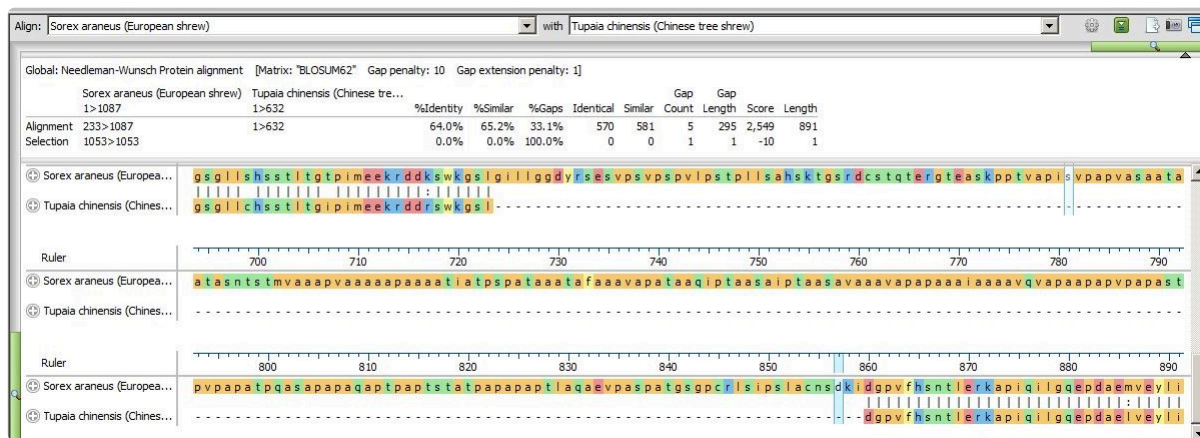 Align: Sorex araneus (European shrew) with Tupaia chinensis (Chinese tree shrew)
Global: Needleman-Wunsch Protein alignment [Matrix: "BLOSUM62" Gap penalty: 10 Gap extension penalty: 1]
Sorex araneus (European shrew) Tupaia chinensis (Chinese tre... Gap Gap
1>1087 1>632 %Identity %Similar %Gaps Identical Similar Count Length Score Length
Alignment 233>1087 1>632 64.0% 65.2% 33.1% 570 581 5 295 2,549 891
Selection 1053>1053 0.0% 0.0% 100.0% 0 0 1 1 -10 1
Sorex araneus (Europea... gsgllshsstltgtpimeekrddkswkgslgillggdyrsesvpsvpspvlpstpllsahsktgsrdcstqtergteaskpptvapisvpapvasaata
Tupaia chinensis (Chines... gsgllchsstltgipimeekrddrswkgsl----------------------------------------------------------------------
Ruler 700 710 720 730 740 750 760 770 780 790
Sorex araneus (Europea... atasntstmvaaapvaaaaapaaaatiatpspataaatafaaavapataaqiptaasaiptaasavaaavapapaaaiaaaavqvapaapapvpapast
Tupaia chinensis (Chines... ---------------------------------------------------------------------------------------------------
Ruler 800 810 820 830 840 850 860 870 880 890
Sorex araneus (Europea... pvpapatpqasapapaqaptpaptstatpapapaptlaqaevpaspatgsgpcrlsipslacnsdkidgpvfhsntlerkapiqilgqepdaemveyli
Tupaia chinensis (Chines... ------------------------------------------------------------------dgpvfhsntlerkapiqilgqepdaelveyli